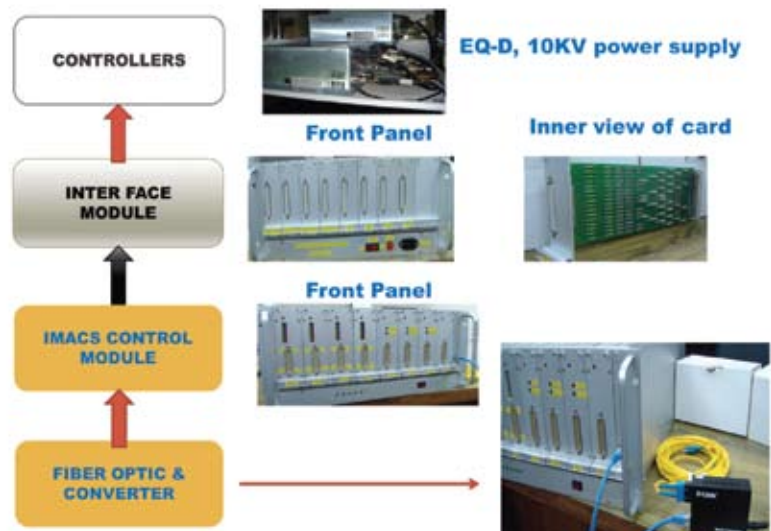 CONTROLLERS
EQ-D, 10KV power supply
Front Panel
Inner view of card
INTER FACE
MODULE
Front Panel
IMACS CONTROL
MODULE
FIBER OPTIC &
CONVERTER